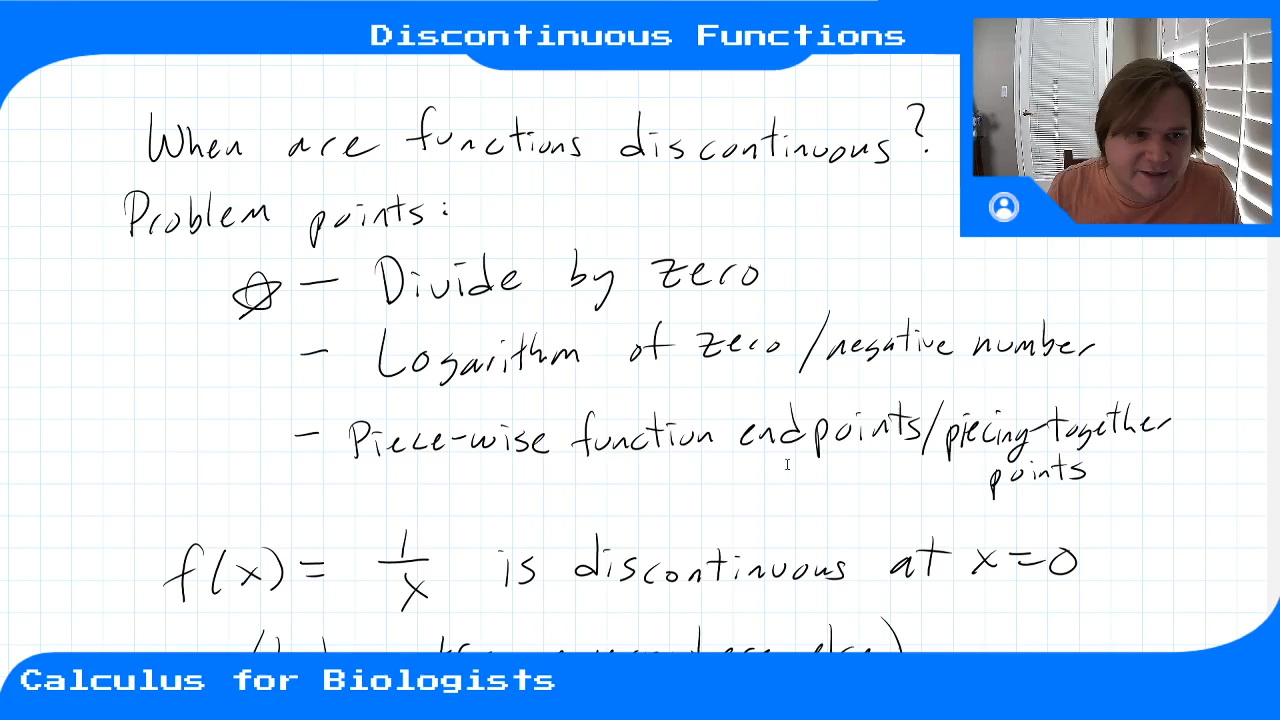 Discontinuous Functions
When are functions discontinuous?
Problem points:
- Divide by zero
- Logarithm of zero/negative number
- Piece-wise function endpoints/piecing-together
points
f(x) = 1/x is discontinuous at x=0
else)
Calculus for Biologists